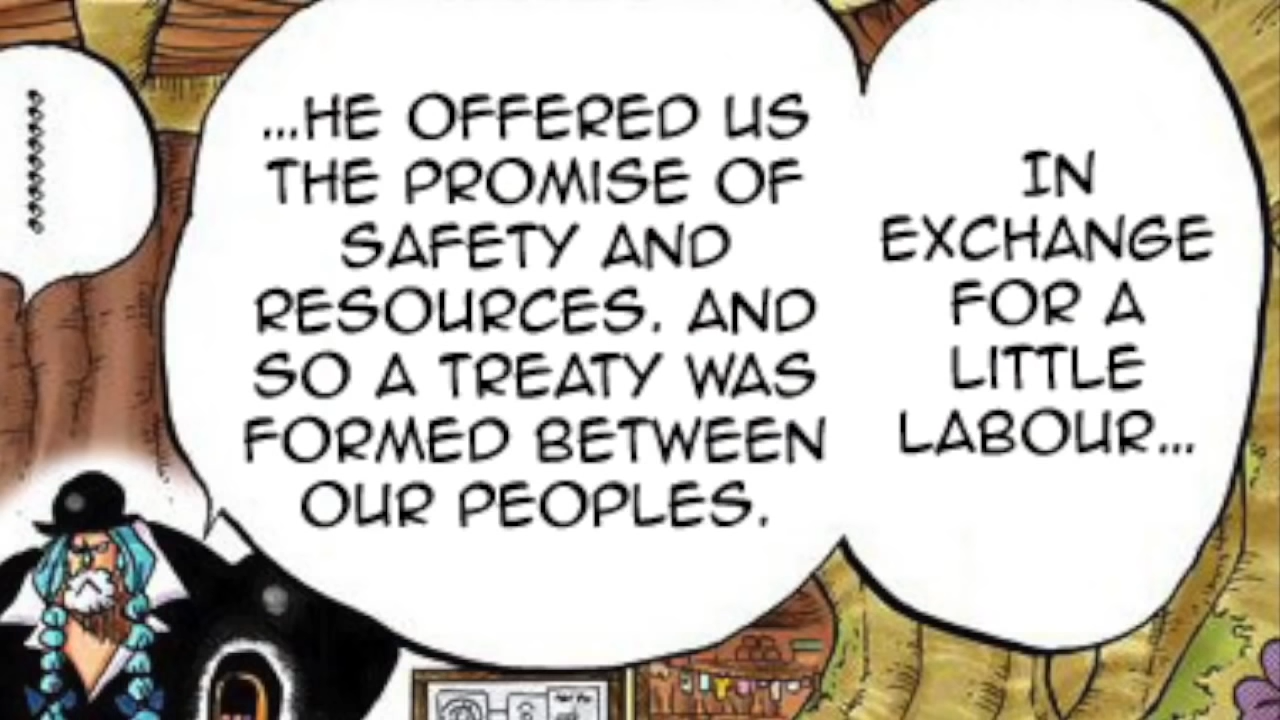 IN
EXCHANGE
FOR A
LITTLE
LABOUR...
...HE OFFERED US
THE PROMISE OF
SAFETY AND
RESOURCES. AND
SO A TREATY WAS
FORMED BETWEEN
OUR PEOPLES.